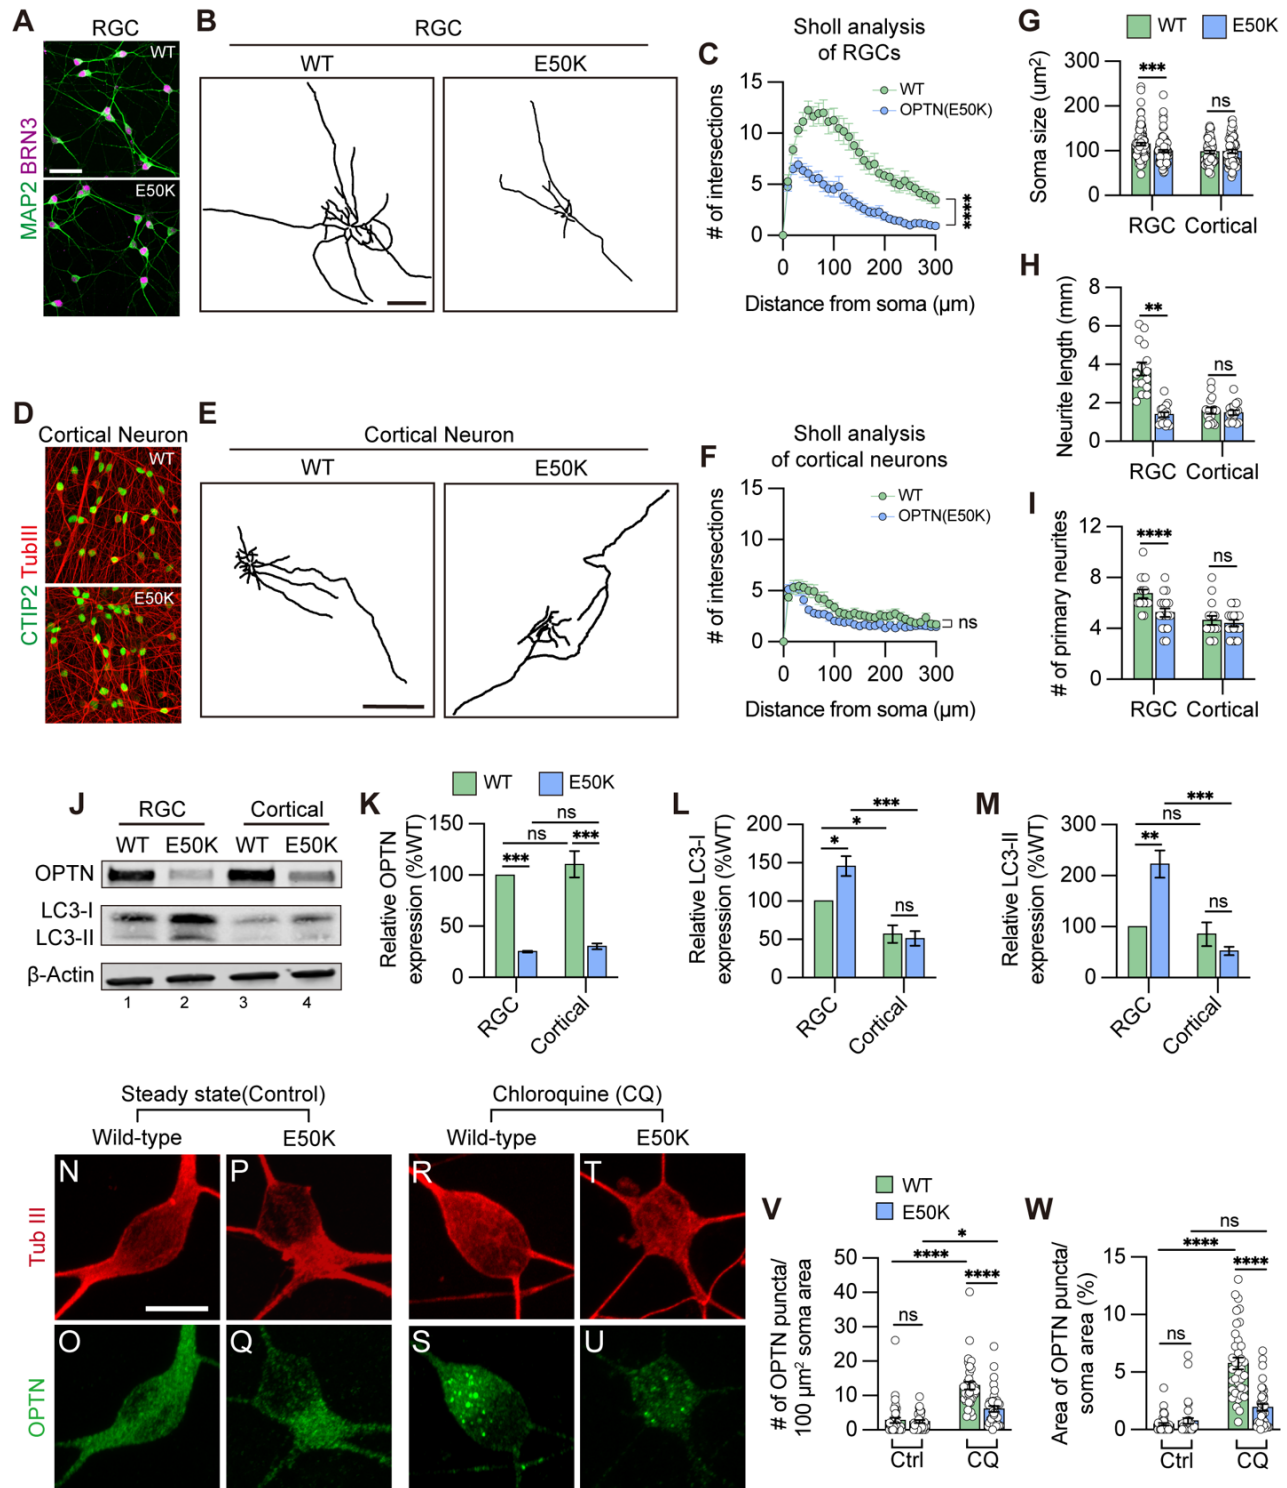 A
RGC
WT
E50K
MAP2 BRN3
B
RGC
WT
E50K
C
Sholl analysis
of RGCs
WT
OPTN(E50K)
# of intersections
15
10
5
0
0 100 200 300
Distance from soma (µm)
****
G
WT
E50K
Soma size (um2)
300
200
100
0
***
ns
RGC
Cortical
H
Neurite length (mm)
8
6
4
2
0
**
ns
RGC
Cortical
D
Cortical Neuron
WT
E50K
CTIP2 TubIII
E
Cortical Neuron
WT
E50K
F
Sholl analysis
of cortical neurons
WT
OPTN(E50K)
# of intersections
15
10
5
0
0 100 200 300
Distance from soma (µm)
ns
I
# of primary neurites
12
8
4
0
****
ns
RGC
Cortical
J
RGC
Cortical
WT E50K WT E50K
OPTN
LC3-I
LC3-II
β-Actin
1 2 3 4
K
WT
E50K
Relative OPTN
expression (%WT)
150
100
50
0
ns
ns
***
***
RGC
Cortical
L
Relative LC3-I
expression (%WT)
200
150
100
50
0
***
*
*
ns
RGC
Cortical
M
Relative LC3-II
expression (%WT)
300
200
100
0
***
ns
**
ns
RGC
Cortical
Steady state(Control)
Wild-type
E50K
Chloroquine (CQ)
Wild-type
E50K
Tub III
N
P
R
T
OPTN
O
Q
S
U
V
WT
E50K
# of OPTN puncta/
100 µm² soma area
50
40
30
20
10
0
*
****
****
ns
Ctrl
CQ
W
Area of OPTN puncta/
soma area (%)
15
10
5
0
ns
****
****
ns
Ctrl
CQ